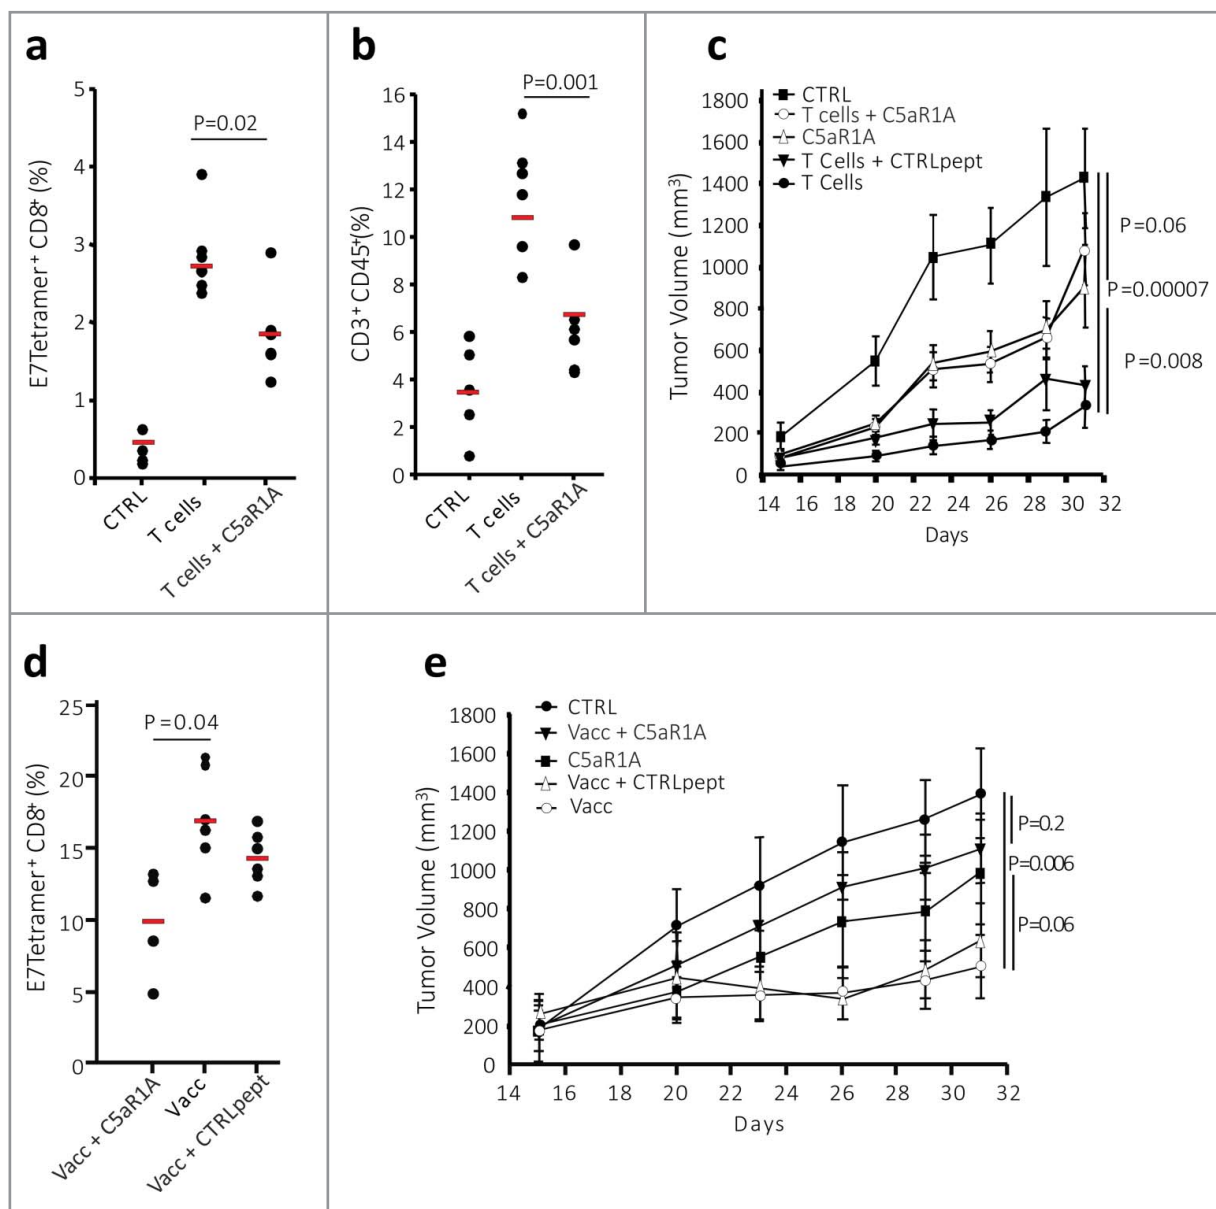 a
E7Tetramer⁺ CD8⁺ (%)
5
4
3
2
1
0
P=0.02
CTRL
T cells
T cells + C5aR1A
b
CD3⁺ CD45⁺(%)
16
14
12
10
8
6
4
2
0
P=0.001
CTRL
T cells
T cells + C5aR1A
c
Tumor Volume (mm³)
1800
1600
1400
1200
1000
800
600
400
200
0
CTRL
T cells + C5aR1A
C5aR1A
T Cells + CTRLpept
T Cells
P=0.06
P=0.00007
P=0.008
14 16 18 20 22 24 26 28 30 32
Days
d
E7Tetramer⁺ CD8⁺ (%)
25
20
15
10
5
0
P=0.04
Vacc + C5aR1A
Vacc
Vacc + CTRLpept
e
Tumor Volume (mm³)
1800
1600
1400
1200
1000
800
600
400
200
0
CTRL
Vacc + C5aR1A
C5aR1A
Vacc + CTRLpept
Vacc
P=0.2
P=0.006
P=0.06
14 16 18 20 22 24 26 28 30 32
Days